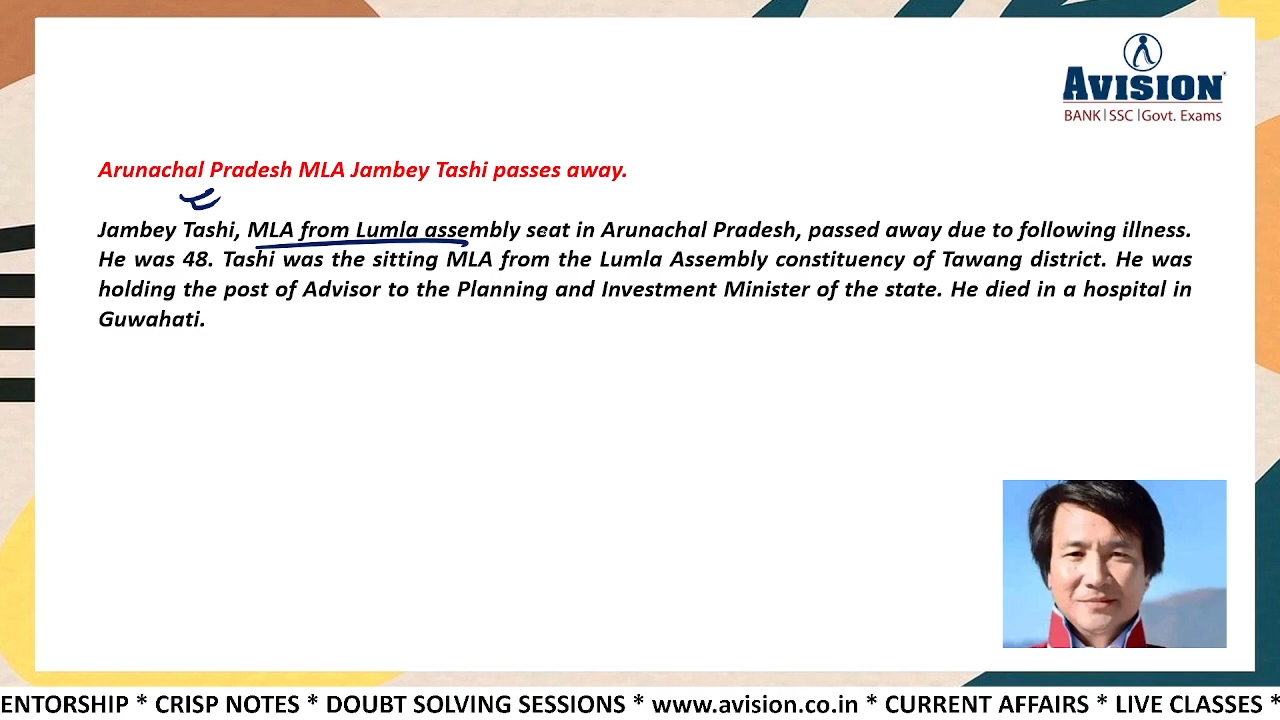 AVISION
BANK | SSC | Govt. Exams
Arunachal Pradesh MLA Jambey Tashi passes away.
Jambey Tashi, MLA from Lumla assembly seat in Arunachal Pradesh, passed away due to following illness.
He was 48. Tashi was the sitting MLA from the Lumla Assembly constituency of Tawang district. He was
holding the post of Advisor to the Planning and Investment Minister of the state. He died in a hospital in
Guwahati.
ENTORSHIP * CRISP NOTES * DOUBT SOLVING SESSIONS * www.avision.co.in * CURRENT AFFAIRS * LIVE CLASSES *